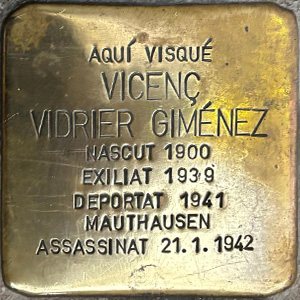 AQUÍ VISQUÉ
VICENÇ
VIDRIER GIMÉNEZ
NASCUT 1900
EXILIAT 1939
DEPORTAT 1941
MAUTHAUSEN
ASSASSINAT 21.1.1942